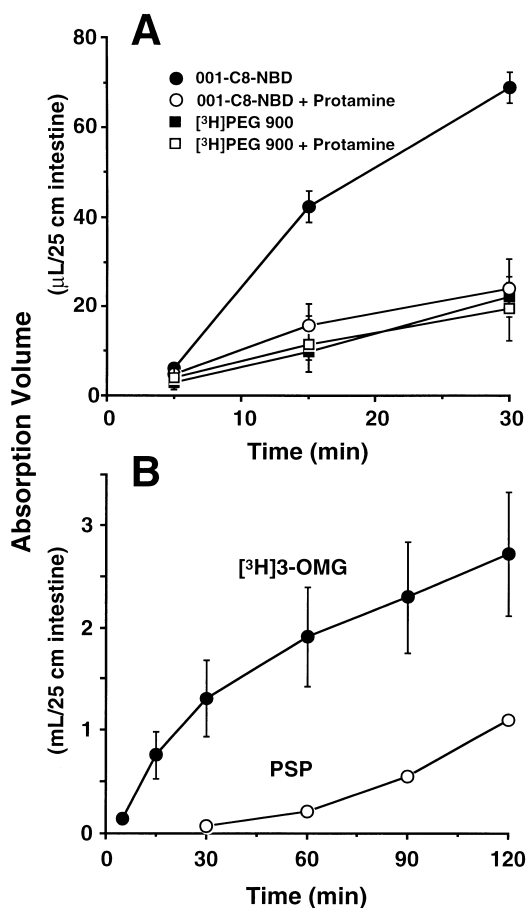 A
80
001-C8-NBD
001-C8-NBD + Protamine
[³H]PEG 900
[³H]PEG 900 + Protamine
60
40
20
0
(μL/25 cm intestine)
0 10 20 30
Time (min)
Absorption Volume
B
3
2
1
0
(mL/25 cm intestine)
[³H]3-OMG
PSP
0 30 60 90 120
Time (min)